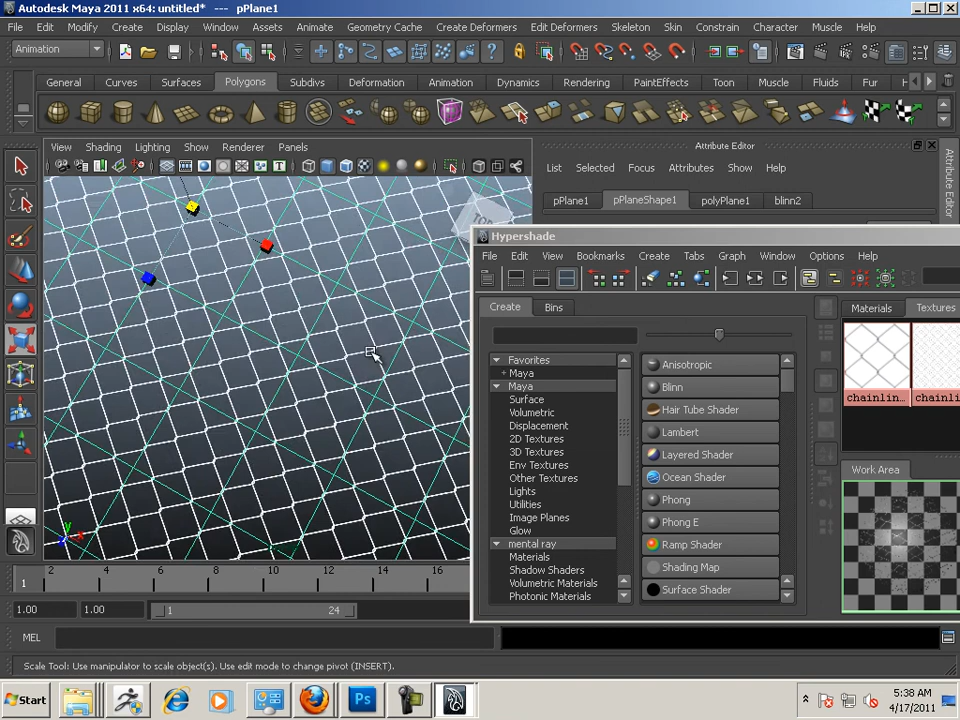 Autodesk Maya 2011 x64: untitled* --- pPlane1
File Edit Modify Create Display Window Assets Animate Geometry Cache Create Deformers Edit Deformers Skeleton Skin Constrain Character Muscle Help
Animation
General Curves Surfaces Polygons Subdivs Deformation Animation Dynamics Rendering PaintEffects Toon Muscle Fluids Fur H
View Shading Lighting Show Renderer Panels
Attribute Editor
List Selected Focus Attributes Show Help
Attribute Editor
pPlane1 pPlaneShape1 polyPlane1 blinn2
Hypershade
File Edit View Bookmarks Create Tabs Graph Window Options Help
Create Bins
Materials Textures
Favorites
+ Maya
Maya
Surface
Volumetric
Displacement
2D Textures
3D Textures
Env Textures
Other Textures
Lights
Utilities
Image Planes
Glow
mental ray
Materials
Shadow Shaders
Volumetric Materials
Photonic Materials
Anisotropic
Blinn
Hair Tube Shader
Lambert
Layered Shader
Ocean Shader
Phong
Phong E
Ramp Shader
Shading Map
Surface Shader
chainlin... chainli
Work Area
y
2 4 6 8 10 12 14 16
1
1.00 1.00 1 24
MEL
Scale Tool: Use manipulator to scale object(s). Use edit mode to change pivot (INSERT).
Start
Ps
5:38 AM
4/17/2011